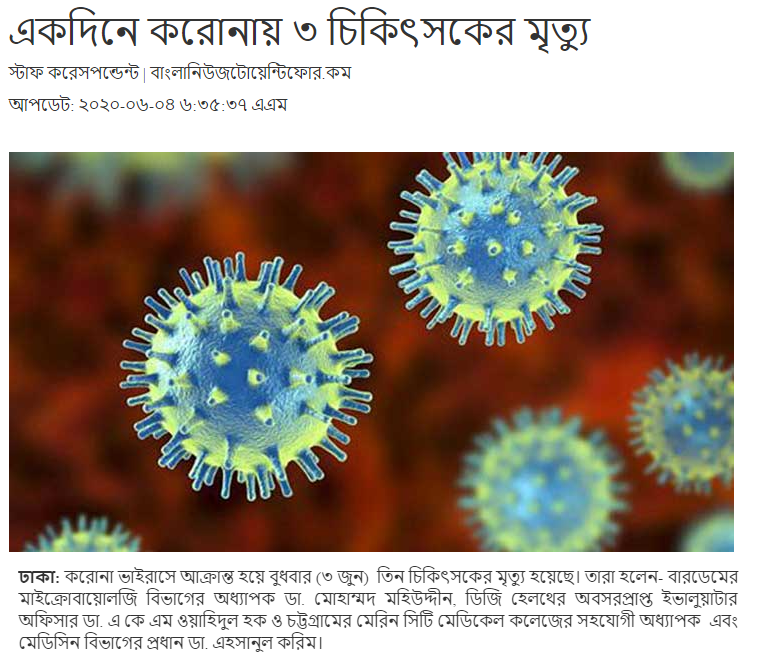 একদিনে করোনায় ৩ চিকিৎসকের মৃত্যু
স্টাফ করেসপন্ডেন্ট | বাংলানিউজটোয়েন্টিফোর.কম
আপডেট: ২০২০-০৬-০৪ ৬:৩৫:৩৭ এএম
ঢাকা: করোনা ভাইরাসে আক্রান্ত হয়ে বুধবার (৩ জুন) তিন চিকিৎসকের মৃত্যু হয়েছে। তারা হলেন- বারডেমের
মাইক্রোবায়োলজি বিভাগের অধ্যাপক ডা. মোহাম্মদ মহিউদ্দীন, ডিজি হেলথের অবসরপ্রাপ্ত ইভালুয়াটার
অফিসার ডা. এ কে এম ওয়াহিদুল হক ও চট্টগ্রামের মেরিন সিটি মেডিকেল কলেজের সহযোগী অধ্যাপক এবং
মেডিসিন বিভাগের প্রধান ডা. এহসানুল করিম।